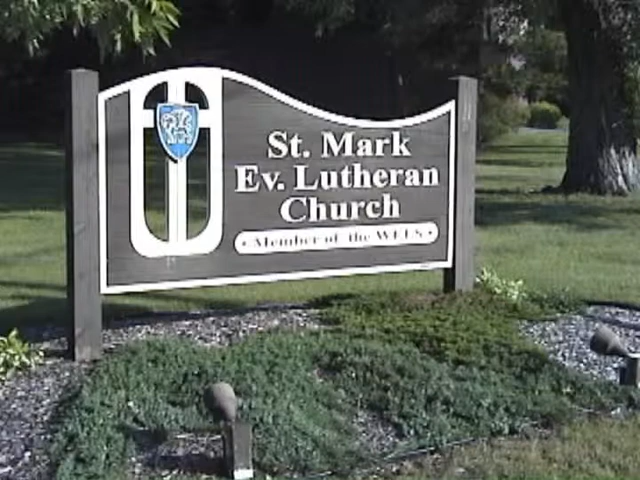 St. Mark
Ev. Lutheran
Church
• Member of the WELS •